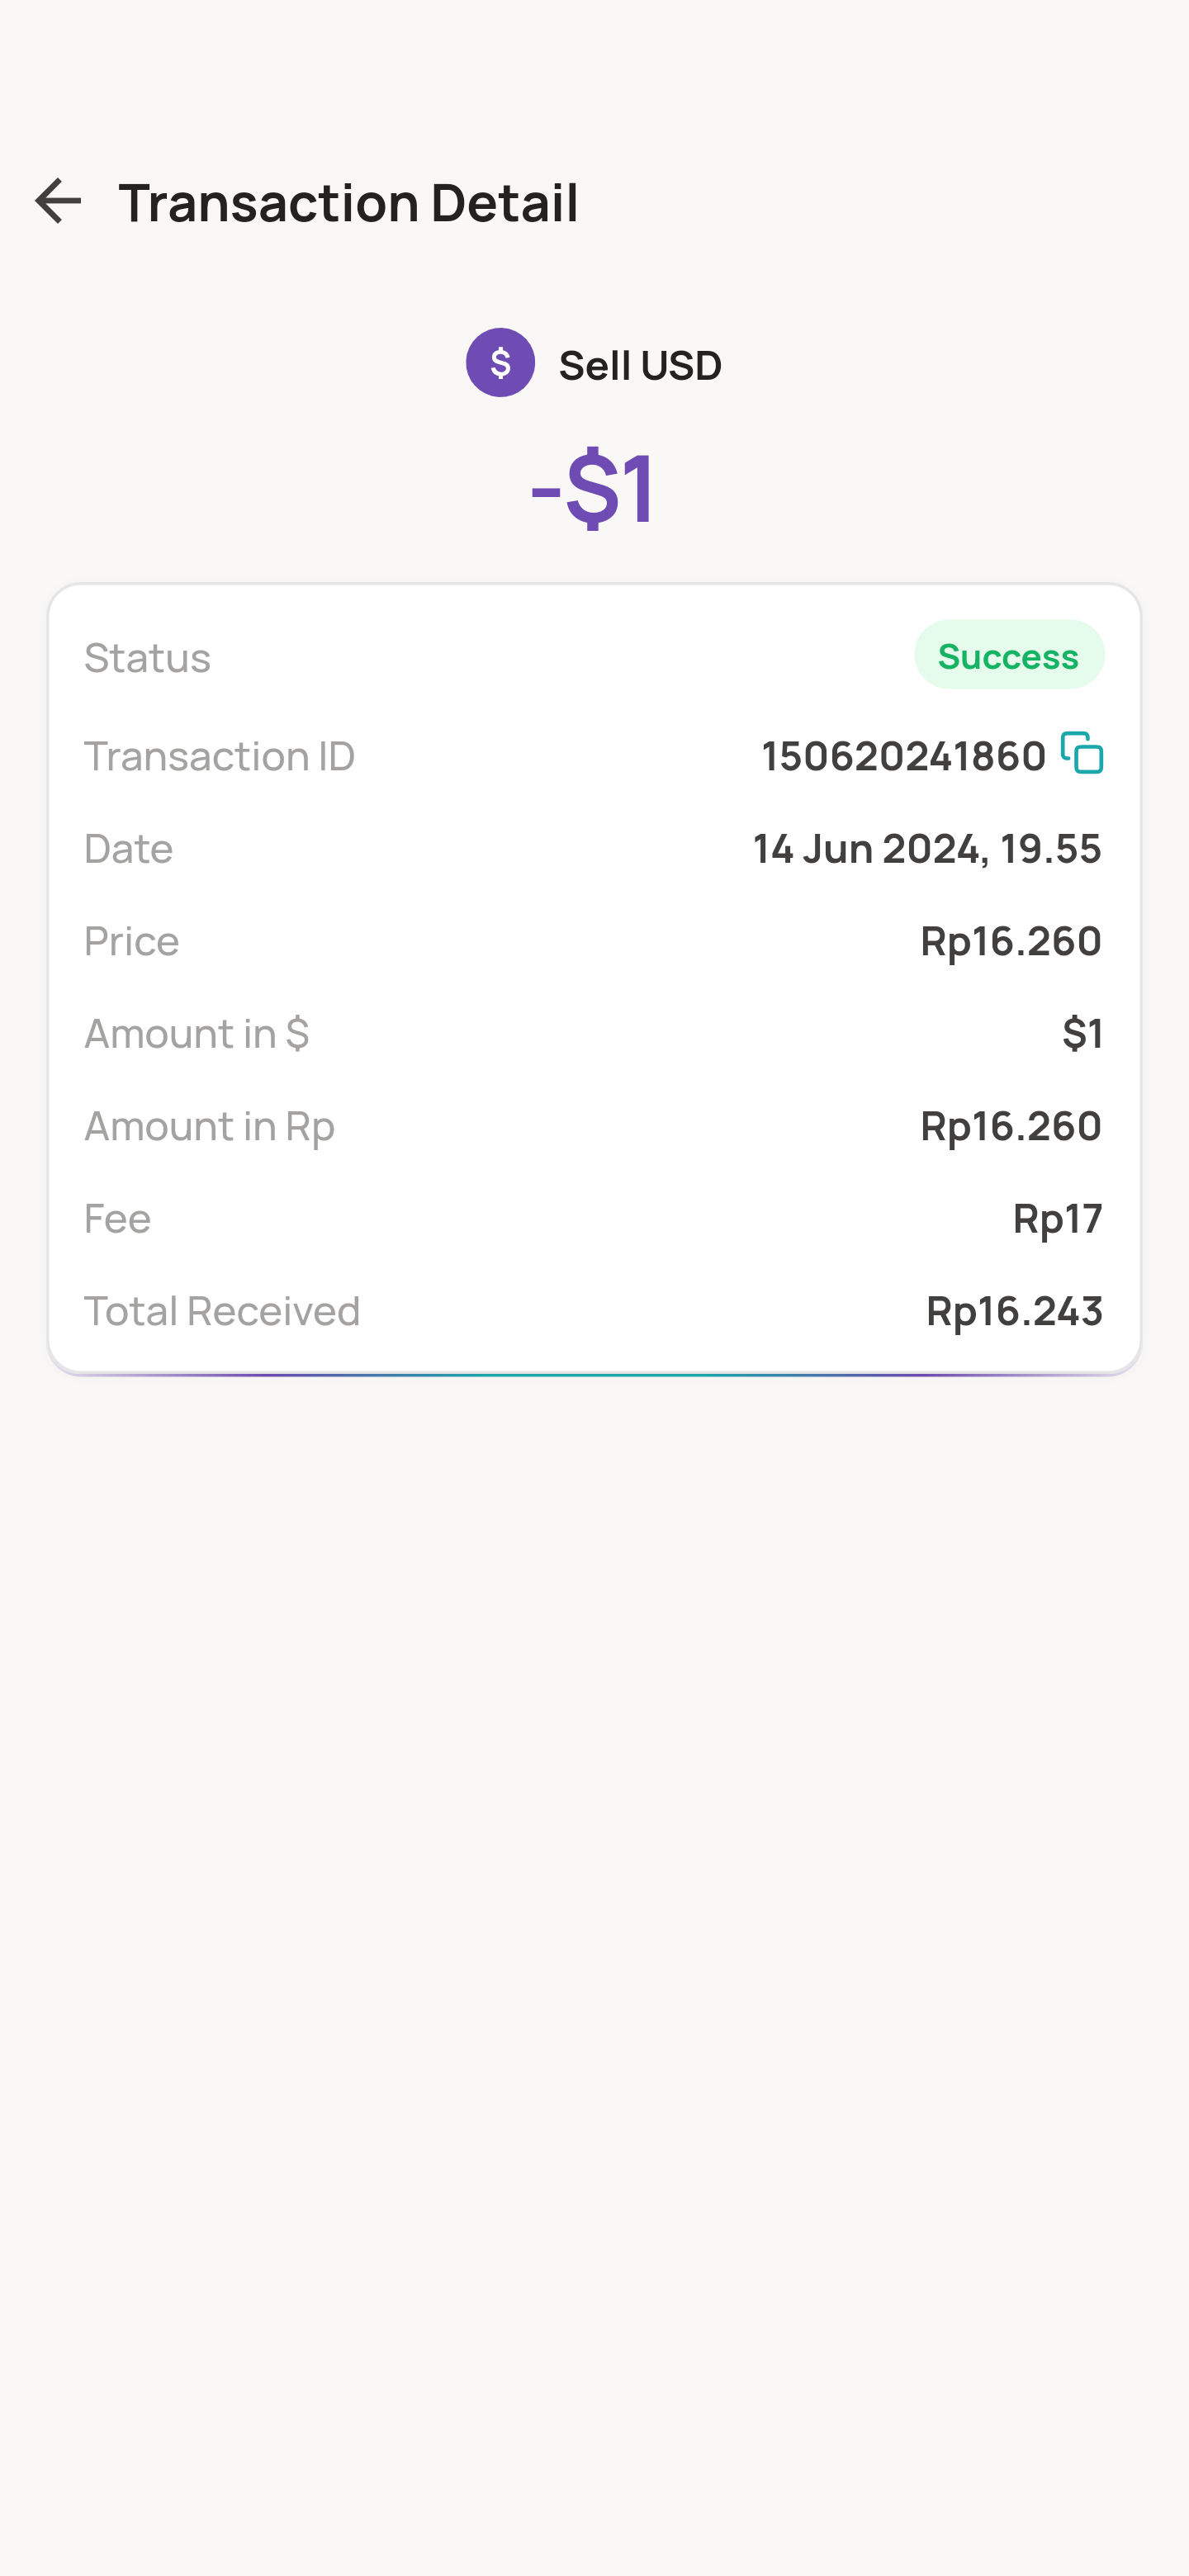 Transaction Detail
$ Sell USD
-$1
Status Success
Transaction ID 150620241860
Date 14 Jun 2024, 19.55
Price Rp16.260
Amount in $ $1
Amount in Rp Rp16.260
Fee Rp17
Total Received Rp16.243